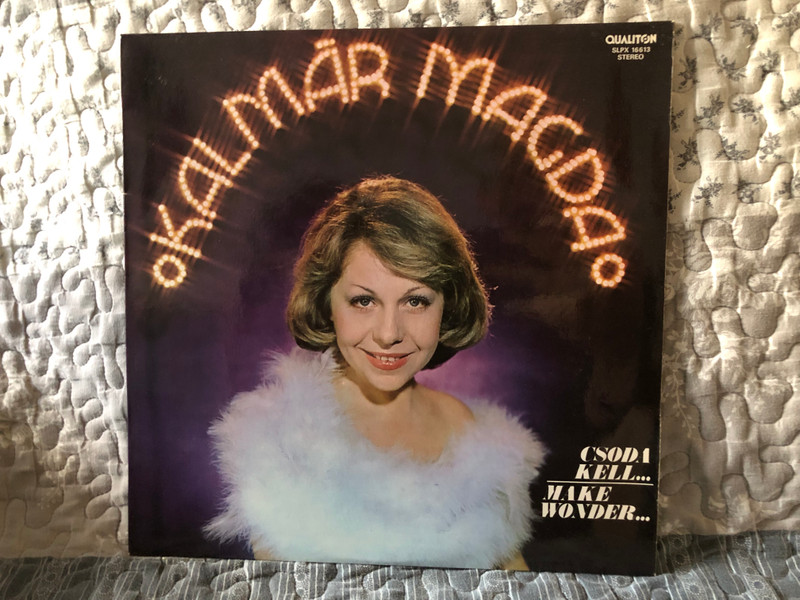 KALMÁR MAGDA
QUALITON
SLPX 16613
STEREO
CSODA
KELL...
MAKE
WONDER...